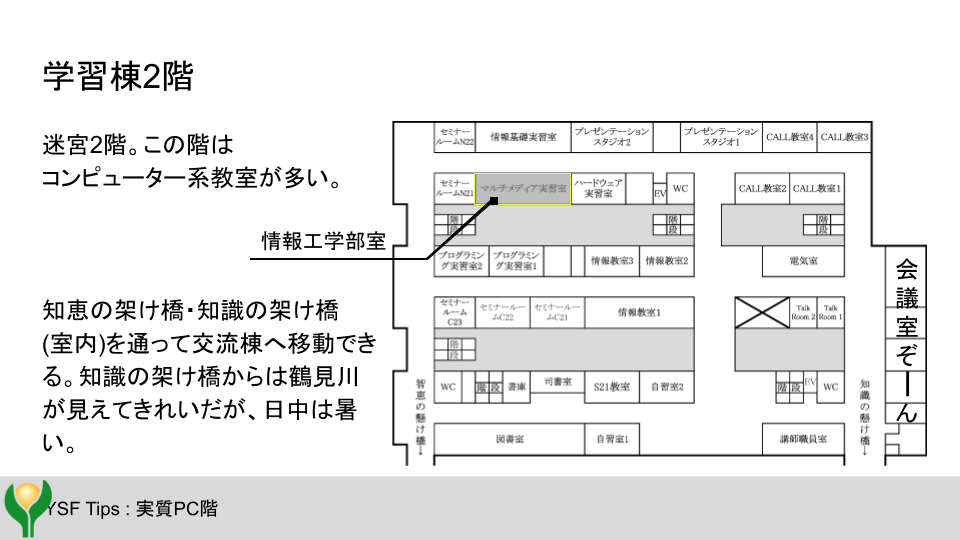 学習棟2階
迷宮2階。この階は
コンピューター系教室が多い。
情報工学部室
知恵の架け橋・知識の架け橋
(室内)を通って交流棟へ移動でき
る。知識の架け橋からは鶴見川
が見えてきれいだが、日中は暑
い。
セミナー
ルームN22
情報基礎実習室
プレゼンテーション
スタジオ2
プレゼンテーション
スタジオ1
CALL教室4
CALL教室3
セミナー
ルームN21
マルチメディア実習室
ハードウェア
実習室
EV
WC
CALL教室2
CALL教室1
階
段
階
段
階
段
プログラミン
グ実習室2
プログラミン
グ実習室1
情報教室3
情報教室2
電気室
セミナー
ルーム
C23
セミナールー
ムC22
セミナールー
ムC21
情報教室1
Talk
Room 2
Talk
Room 1
階
段
WC
階段
書庫
司書室
S21教室
自習室2
階段
EV
WC
図書室
自習室1
講師職員室
智恵の懸け橋→
知識の懸け橋→
会議室ぞーん
YSF Tips : 実質PC階